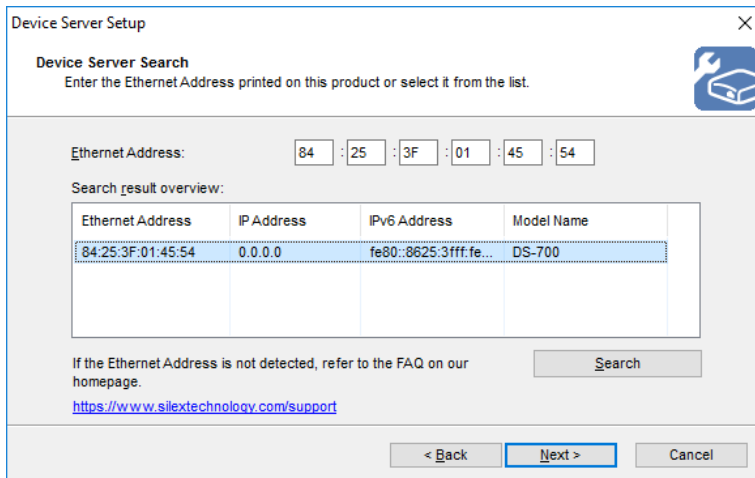 Device Server Setup
Device Server Search
Enter the Ethernet Address printed on this product or select it from the list.
Ethernet Address: 84 : 25 : 3F : 01 : 45 : 54
Search result overview:
Ethernet Address IP Address IPv6 Address Model Name
84:25:3F:01:45:54 0.0.0.0 fe80::8625:3fff:fe... DS-700
If the Ethernet Address is not detected, refer to the FAQ on our
homepage.
Search
https://www.silextechnology.com/support
< Back Next > Cancel